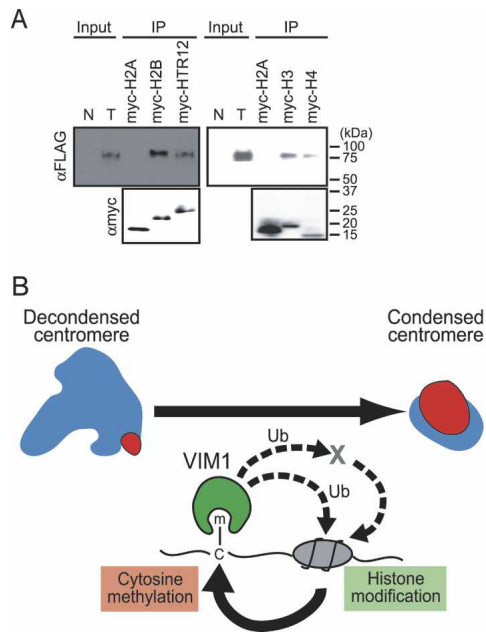 A
Input IP Input IP
myc-H2A myc-H2B myc-HTR12 myc-H2A myc-H3 myc-H4
N T N T
(kDa)
αFLAG
100
75
50
37
αmyc
25
20
15
B
Decondensed
centromere
Condensed
centromere
Ub
X
VIM1
Ub
m
C
Cytosine
methylation
Histone
modification